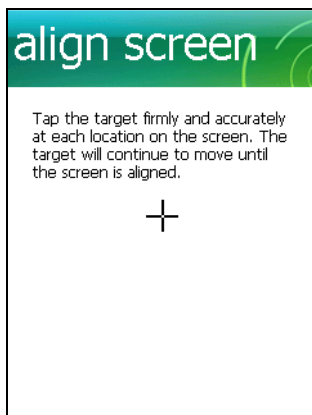 align screen
Tap the target firmly and accurately
at each location on the screen. The
target will continue to move until
the screen is aligned.